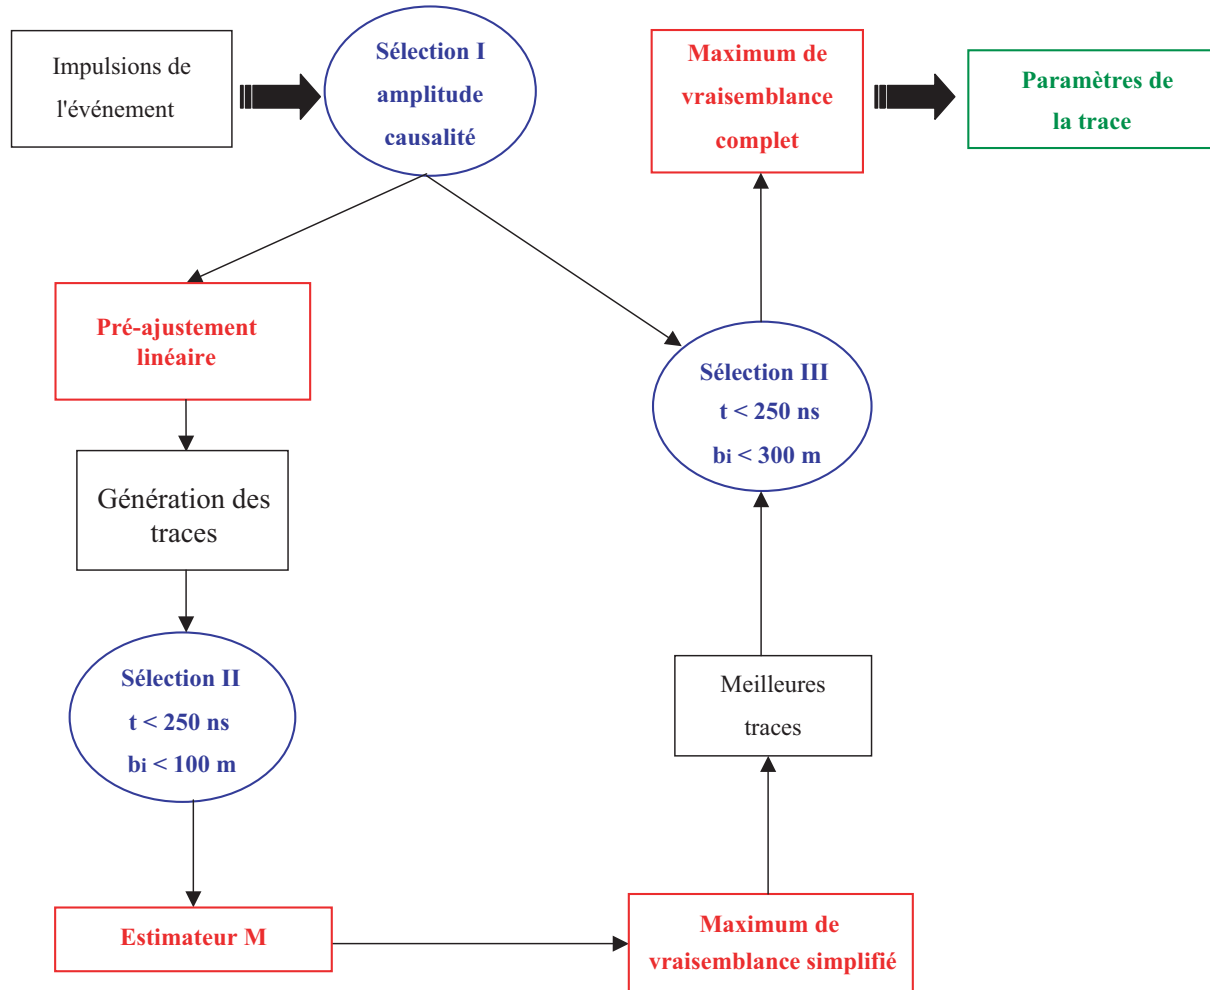 Impulsions de
l'événement
Sélection I
amplitude
causalité
Maximum de
vraisemblance
complet
Paramètres de
la trace
Pré-ajustement
linéaire
Sélection III
t < 250 ns
bi < 300 m
Génération des
traces
Sélection II
t < 250 ns
bi < 100 m
Meilleures
traces
Estimateur M
Maximum de
vraisemblance simplifié